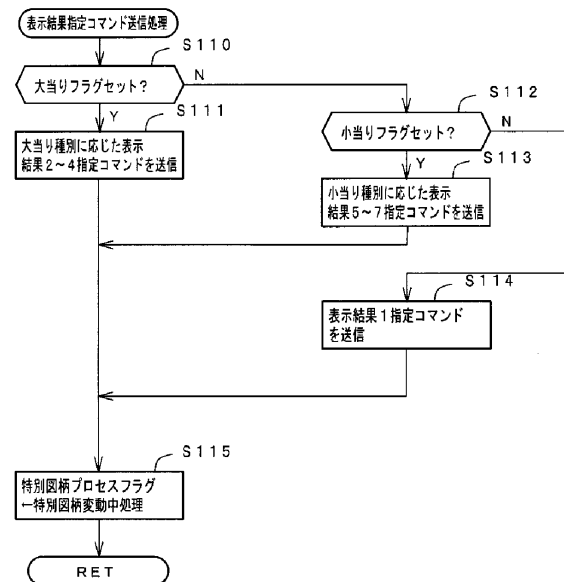 表示結果指定コマンド送信処理
S110
大当りフラグセット？
N
Y
S111
大当り種別に応じた表示
結果2～4指定コマンドを送信
S112
小当りフラグセット？
N
Y
S113
小当り種別に応じた表示
結果5～7指定コマンドを送信
S114
表示結果1指定コマンド
を送信
S115
特別図柄プロセスフラグ
←特別図柄変動中処理
RET